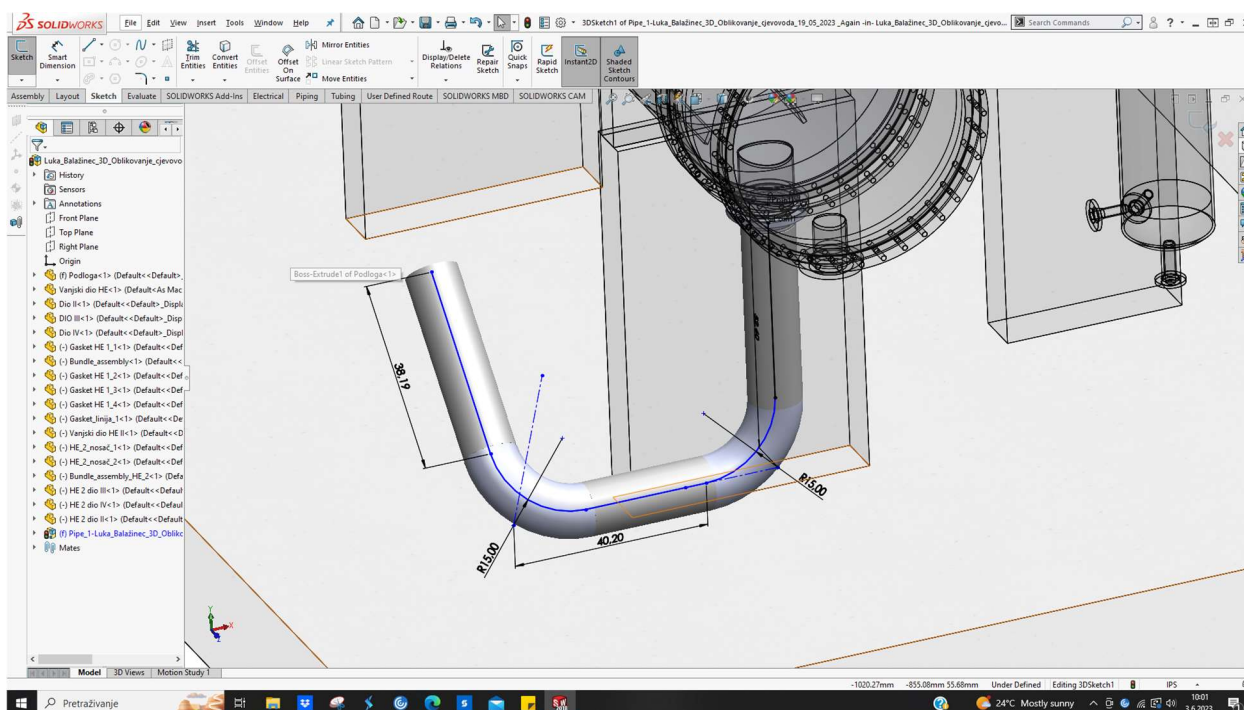 SOLIDWORKS File Edit View Insert Tools Window Help 3DSketch1 of Pipe_1-Luka_Balažinec_3D_Oblikovanje_cjevovoda_19_05_2023_Again -in- Luka_Balažinec_3D_Oblikovanje_cjevo... Search Commands
Sketch
Smart Dimension
Trim Entities
Convert Entities
Offset Entities
Offset On Surface
Mirror Entities
Linear Sketch Pattern
Move Entities
Display/Delete Relations
Repair Sketch
Quick Snaps
Rapid Sketch
Instant2D
Shaded Sketch Contours
Assembly Layout Sketch Evaluate SOLIDWORKS Add-Ins Electrical Piping Tubing User Defined Route SOLIDWORKS MBD SOLIDWORKS CAM
Luka_Balažinec_3D_Oblikovanje_cjevovo
History
Sensors
Annotations
Front Plane
Top Plane
Right Plane
Origin
(f) Podloga<1> (Default<<Default>_
Vanjski dio HE<1> (Default<As Mac
Dio II<1> (Default<<Default>_Displa
DIO III<1> (Default<<Default>_Disp
Dio IV<1> (Default<<Default>_Displ
(-) Gasket HE 1_1<1> (Default<<Def
(-) Bundle_assembly<1> (Default<<
(-) Gasket HE 1_2<1> (Default<<Def
(-) Gasket HE 1_3<1> (Default<<Def
(-) Gasket HE 1_4<1> (Default<<Def
(-) Gasket_linija_1<1> (Default<<De
(-) Vanjski dio HE II<1> (Default<<D
(-) HE_2_nosač_1<1> (Default<<Def
(-) HE_2_nosač_2<1> (Default<<Def
(-) Bundle_assembly_HE_2<1> (Defa
(-) HE 2 dio III<1> (Default<<Defaul
(-) HE 2 dio IV<1> (Default<<Defaul
(-) HE 2 dio II<1> (Default<<Default
(f) Pipe_1-Luka_Balažinec_3D_Oblikc
Mates
Boss-Extrude1 of Podloga<1>
38,19
R15,00
40,20
R15,00
Y
X
Model 3D Views Motion Study 1
-1020.27mm -855.08mm 55.68mm Under Defined Editing 3DSketch1 IPS
Pretraživanje
24°C Mostly sunny
10:01
3.6.2023.